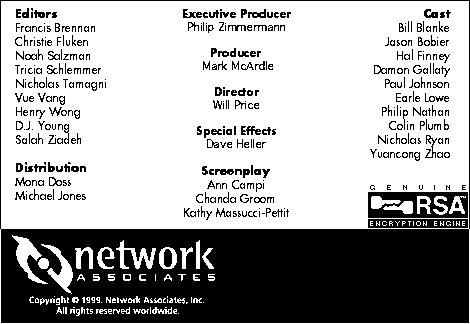 Editors
Francis Brennan
Christie Fluken
Noah Salzman
Tricia Schlemmer
Nicholas Tamagni
Vue Vang
Henry Wong
D.J. Young
Salah Ziadeh
Distribution
Mona Doss
Michael Jones
Executive Producer
Philip Zimmermann
Producer
Mark McArdle
Director
Will Price
Special Effects
Dave Heller
Screenplay
Ann Campi
Chanda Groom
Kathy Massucci-Pettit
Cast
Bill Blanke
Jason Bobier
Hal Finney
Damon Gallaty
Paul Johnson
Earle Lowe
Philip Nathan
Colin Plumb
Nicholas Ryan
Yuancong Zhao
GENUINE
RSA™
ENCRYPTION ENGINE
network
ASSOCIATES
Copyright © 1999. Network Associates, Inc.
All rights reserved worldwide.